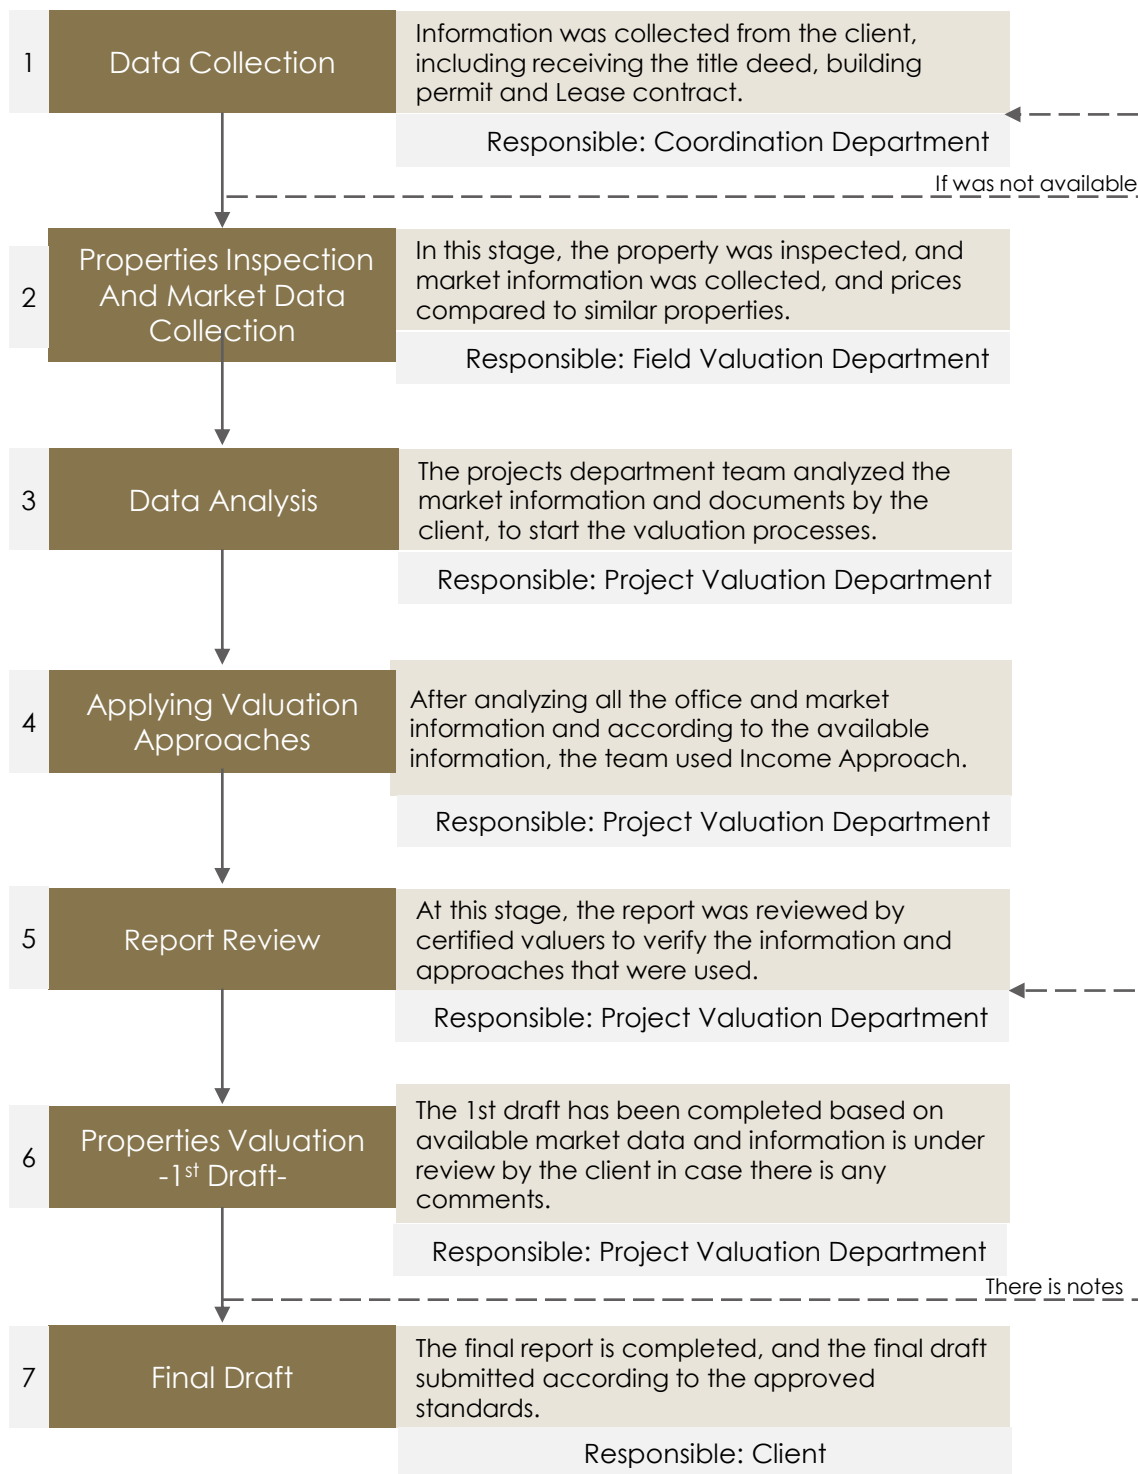 1
Data Collection
Information was collected from the client,
including receiving the title deed, building
permit and Lease contract.
Responsible: Coordination Department
If was not available
2
Properties Inspection
And Market Data
Collection
In this stage, the property was inspected, and
market information was collected, and prices
compared to similar properties.
Responsible: Field Valuation Department
3
Data Analysis
The projects department team analyzed the
market information and documents by the
client, to start the valuation processes.
Responsible: Project Valuation Department
4
Applying Valuation
Approaches
After analyzing all the office and market
information and according to the available
information, the team used Income Approach.
Responsible: Project Valuation Department
5
Report Review
At this stage, the report was reviewed by
certified valuers to verify the information and
approaches that were used.
Responsible: Project Valuation Department
6
Properties Valuation
-1st Draft-
The 1st draft has been completed based on
available market data and information is under
review by the client in case there is any
comments.
Responsible: Project Valuation Department
There is notes
7
Final Draft
The final report is completed, and the final draft
submitted according to the approved
standards.
Responsible: Client